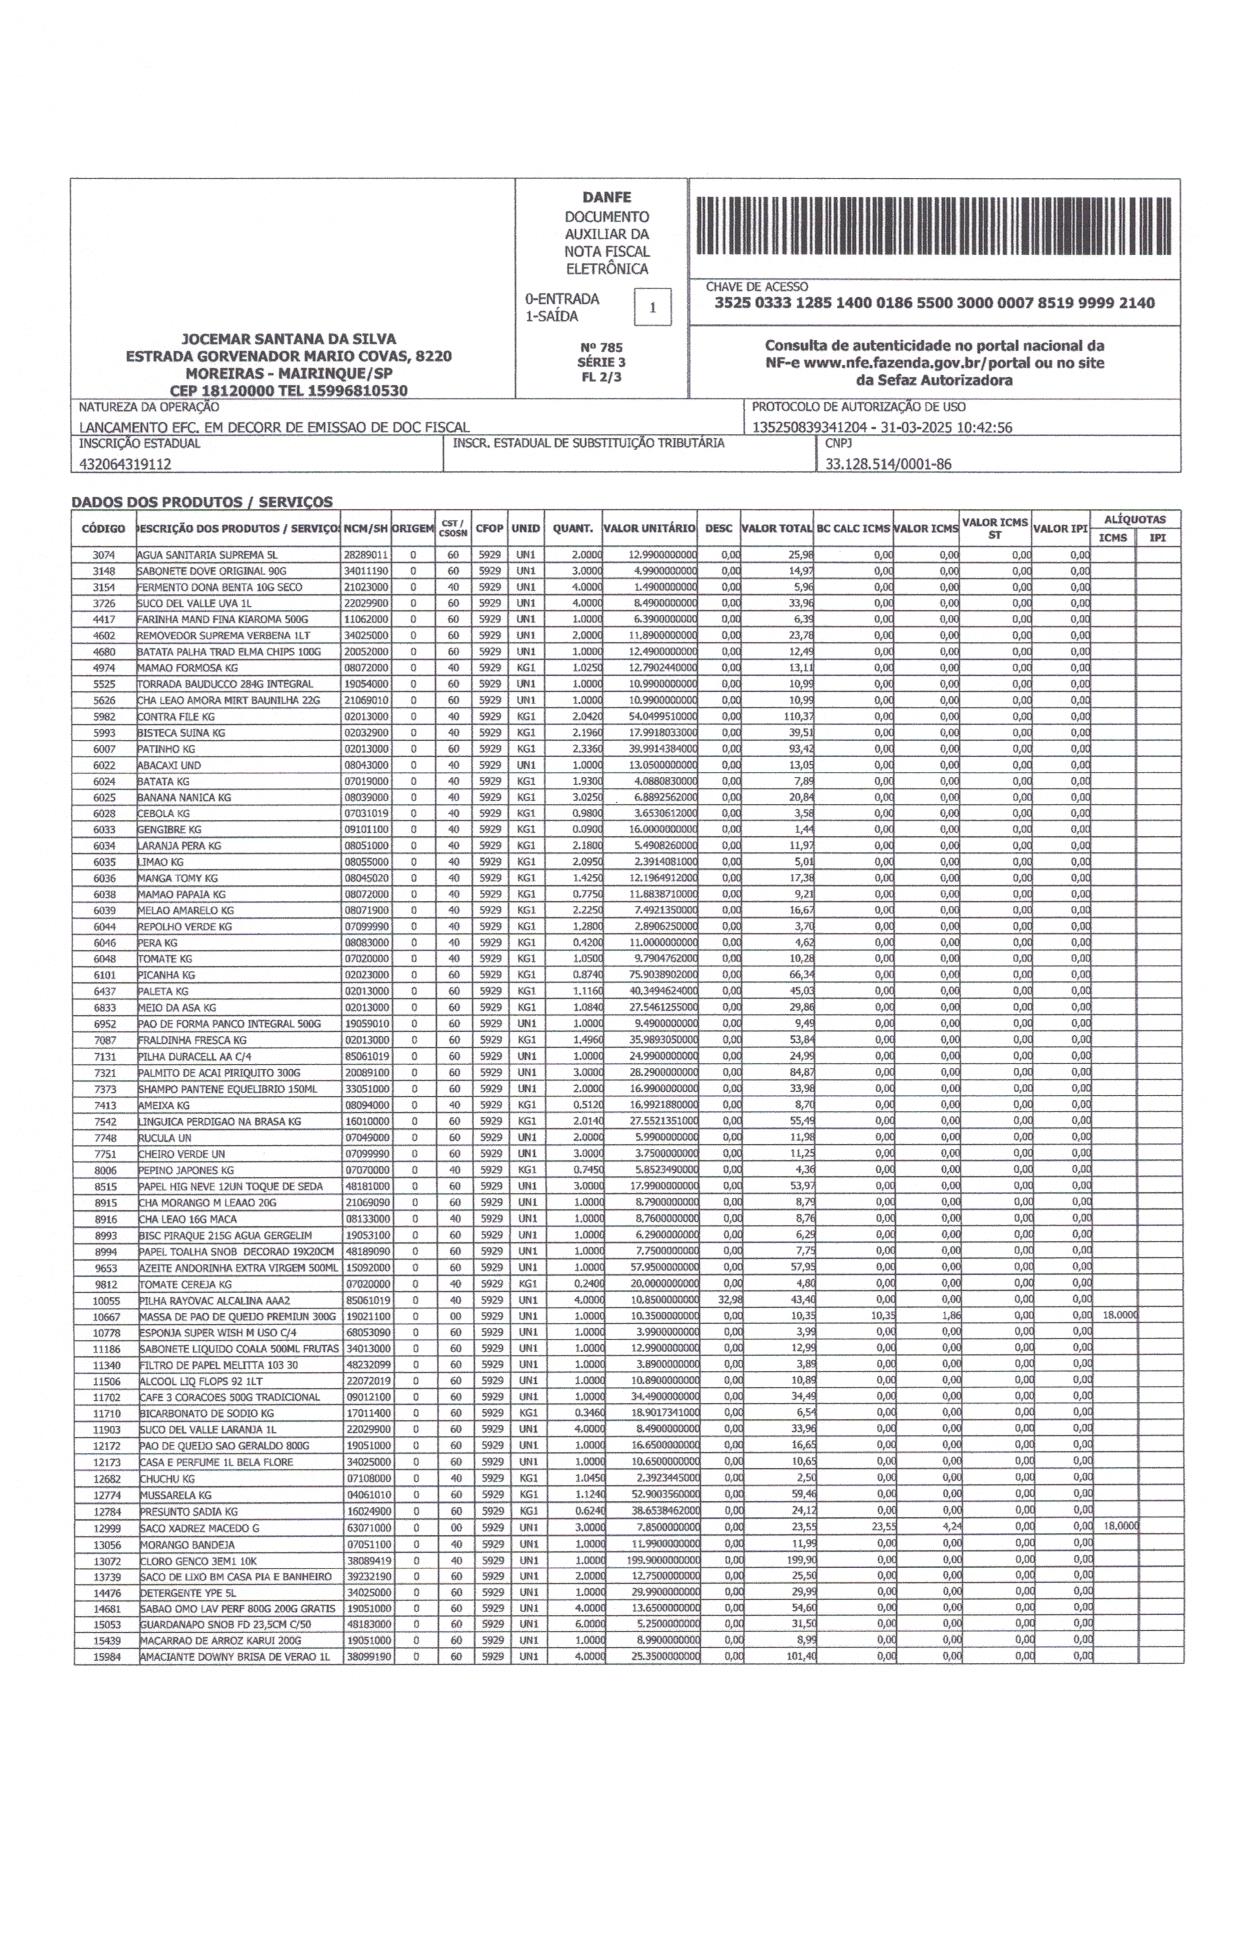 DANFE
DOCUMENTO
AUXILIAR DA
NOTA FISCAL
ELETRÔNICA
0-ENTRADA
1-SAÍDA
1
Nº 785
SÉRIE 3
FL 2/3
JOCEMAR SANTANA DA SILVA
ESTRADA GORVENADOR MARIO COVAS, 8220
MOREIRAS - MAIRINQUE/SP
CEP 18120000 TEL 15996810530
CHAVE DE ACESSO
3525 0333 1285 1400 0186 5500 3000 0007 8519 9999 2140
Consulta de autenticidade no portal nacional da
NF-e www.nfe.fazenda.gov.br/portal ou no site
da Sefaz Autorizadora
NATUREZA DA OPERAÇÃO
LANCAMENTO EFC. EM DECORR DE EMISSAO DE DOC FISCAL
PROTOCOLO DE AUTORIZAÇÃO DE USO
135250839341204 - 31-03-2025 10:42:56
INSCRIÇÃO ESTADUAL
432064319112
INSCR. ESTADUAL DE SUBSTITUIÇÃO TRIBUTÁRIA
CNPJ
33.128.514/0001-86
DADOS DOS PRODUTOS / SERVIÇOS
CÓDIGO DESCRIÇÃO DOS PRODUTOS / SERVIÇO NCM/SH ORIGEM CST / CSOSN CFOP UNID QUANT. VALOR UNITÁRIO DESC VALOR TOTAL BC CALC ICMS VALOR ICMS VALOR ICMS ST VALOR IPI ALÍQUOTAS ICMS IPI
3074 AGUA SANITARIA SUPREMA 5L 28289011 0 60 5929 UN1 2.0000 12.9900000000 0,00 25,98 0,00 0,00 0,00 0,00
3148 SABONETE DOVE ORIGINAL 90G 34011190 0 60 5929 UN1 3.0000 4.9900000000 0,00 14,97 0,00 0,00 0,00 0,00
3154 FERMENTO DONA BENTA 10G SECO 21023000 0 40 5929 UN1 4.0000 1.4900000000 0,00 5,96 0,00 0,00 0,00 0,00
3726 SUCO DEL VALLE UVA 1L 22029900 0 60 5929 UN1 4.0000 8.4900000000 0,00 33,96 0,00 0,00 0,00 0,00
4417 FARINHA MAND FINA KIAROMA 500G 11062000 0 60 5929 UN1 1.0000 6.3900000000 0,00 6,39 0,00 0,00 0,00 0,00
4602 REMOVEDOR SUPREMA VERBENA 1LT 34025000 0 60 5929 UN1 2.0000 11.8900000000 0,00 23,78 0,00 0,00 0,00 0,00
4680 BATATA PALHA TRAD ELMA CHIPS 100G 20052000 0 60 5929 UN1 1.0000 12.4900000000 0,00 12,49 0,00 0,00 0,00 0,00
4974 MAMAO FORMOSA KG 08072000 0 40 5929 KG1 1.0250 12.7902440000 0,00 13,11 0,00 0,00 0,00 0,00
5525 TORRADA BAUDUCCO 284G INTEGRAL 19054000 0 60 5929 UN1 1.0000 10.9900000000 0,00 10,99 0,00 0,00 0,00 0,00
5626 CHA LEAO AMORA MIRT BAUNILHA 22G 21069010 0 60 5929 UN1 1.0000 10.9900000000 0,00 10,99 0,00 0,00 0,00 0,00
5982 CONTRA FILE KG 02013000 0 40 5929 KG1 2.0420 54.0499510000 0,00 110,37 0,00 0,00 0,00 0,00
5993 BISTECA SUINA KG 02032900 0 40 5929 KG1 2.1960 17.9918033000 0,00 39,51 0,00 0,00 0,00 0,00
6007 PATINHO KG 02013000 0 60 5929 KG1 2.3360 39.9914384000 0,00 93,42 0,00 0,00 0,00 0,00
6022 ABACAXI UND 08043000 0 40 5929 UN1 1.0000 13.0500000000 0,00 13,05 0,00 0,00 0,00 0,00
6024 BATATA KG 07019000 0 40 5929 KG1 1.9300 4.0880830000 0,00 7,89 0,00 0,00 0,00 0,00
6025 BANANA NANICA KG 08039000 0 40 5929 KG1 3.0250 6.8892562000 0,00 20,84 0,00 0,00 0,00 0,00
6028 CEBOLA KG 07031019 0 40 5929 KG1 0.9800 3.6530612000 0,00 3,58 0,00 0,00 0,00 0,00
6033 GENGIBRE KG 09101100 0 40 5929 KG1 0.0900 16.0000000000 0,00 1,44 0,00 0,00 0,00 0,00
6034 LARANJA PERA KG 08051000 0 40 5929 KG1 2.1800 5.4908260000 0,00 11,97 0,00 0,00 0,00 0,00
6035 LIMAO KG 08055000 0 40 5929 KG1 2.0950 2.3914081000 0,00 5,01 0,00 0,00 0,00 0,00
6036 MANGA TOMY KG 08045020 0 40 5929 KG1 1.4250 12.1964912000 0,00 17,38 0,00 0,00 0,00 0,00
6038 MAMAO PAPAIA KG 08072000 0 40 5929 KG1 0.7750 11.8838710000 0,00 9,21 0,00 0,00 0,00 0,00
6039 MELAO AMARELO KG 08071900 0 40 5929 KG1 2.2250 7.4921350000 0,00 16,67 0,00 0,00 0,00 0,00
6044 REPOLHO VERDE KG 07099990 0 40 5929 KG1 1.2800 2.8906250000 0,00 3,70 0,00 0,00 0,00 0,00
6046 PERA KG 08083000 0 40 5929 KG1 0.4200 11.0000000000 0,00 4,62 0,00 0,00 0,00 0,00
6048 TOMATE KG 07020000 0 40 5929 KG1 1.0500 9.7904762000 0,00 10,28 0,00 0,00 0,00 0,00
6101 PICANHA KG 02023000 0 60 5929 KG1 0.8740 75.9038902000 0,00 66,34 0,00 0,00 0,00 0,00
6437 PALETA KG 02013000 0 60 5929 KG1 1.1160 40.3494624000 0,00 45,03 0,00 0,00 0,00 0,00
6833 MEIO DA ASA KG 02013000 0 60 5929 KG1 1.0840 27.5461255000 0,00 29,86 0,00 0,00 0,00 0,00
6952 PAO DE FORMA PANCO INTEGRAL 500G 19059010 0 60 5929 UN1 1.0000 9.4900000000 0,00 9,49 0,00 0,00 0,00 0,00
7087 FRALDINHA FRESCA KG 02013000 0 60 5929 KG1 1.4960 35.9893050000 0,00 53,84 0,00 0,00 0,00 0,00
7131 PILHA DURACELL AA C/4 85061019 0 60 5929 UN1 1.0000 24.9900000000 0,00 24,99 0,00 0,00 0,00 0,00
7321 PALMITO DE ACAI PIRIQUITO 300G 20089100 0 60 5929 UN1 3.0000 28.2900000000 0,00 84,87 0,00 0,00 0,00 0,00
7373 SHAMPO PANTENE EQUELIBRIO 150ML 33051000 0 60 5929 UN1 2.0000 16.9900000000 0,00 33,98 0,00 0,00 0,00 0,00
7413 AMEIXA KG 08094000 0 40 5929 KG1 0.5120 16.9921880000 0,00 8,70 0,00 0,00 0,00 0,00
7542 LINGUICA PERDIGAO NA BRASA KG 16010000 0 60 5929 KG1 2.0140 27.5521351000 0,00 55,49 0,00 0,00 0,00 0,00
7748 RUCULA UN 07049000 0 60 5929 UN1 2.0000 5.9900000000 0,00 11,98 0,00 0,00 0,00 0,00
7751 CHEIRO VERDE UN 07099990 0 60 5929 UN1 3.0000 3.7500000000 0,00 11,25 0,00 0,00 0,00 0,00
8006 PEPINO JAPONES KG 07070000 0 40 5929 KG1 0.7450 5.8523490000 0,00 4,36 0,00 0,00 0,00 0,00
8515 PAPEL HIG NEVE 12UN TOQUE DE SEDA 48181000 0 60 5929 UN1 3.0000 17.9900000000 0,00 53,97 0,00 0,00 0,00 0,00
8915 CHA MORANGO M LEAAO 20G 21069090 0 60 5929 UN1 1.0000 8.7900000000 0,00 8,79 0,00 0,00 0,00 0,00
8916 CHA LEAO 16G MACA 08133000 0 40 5929 UN1 1.0000 8.7600000000 0,00 8,76 0,00 0,00 0,00 0,00
8993 BISC PIRAQUE 215G AGUA GERGELIM 19053100 0 60 5929 UN1 1.0000 6.2900000000 0,00 6,29 0,00 0,00 0,00 0,00
8994 PAPEL TOALHA SNOB DECORAD 19X20CM 48189090 0 60 5929 UN1 1.0000 7.7500000000 0,00 7,75 0,00 0,00 0,00 0,00
9653 AZEITE ANDORINHA EXTRA VIRGEM 500ML 15092000 0 60 5929 UN1 1.0000 57.9500000000 0,00 57,95 0,00 0,00 0,00 0,00
9812 TOMATE CEREJA KG 07020000 0 40 5929 KG1 0.2400 20.0000000000 0,00 4,80 0,00 0,00 0,00 0,00
10055 PILHA RAYOVAC ALCALINA AAA2 85061019 0 40 5929 UN1 4.0000 10.8500000000 32,98 43,40 0,00 0,00 0,00 0,00
10667 MASSA DE PAO DE QUEIJO PREMIUN 300G 19021100 0 00 5929 UN1 1.0000 10.3500000000 0,00 10,35 10,35 1,86 0,00 0,00 18.0000
10778 ESPONJA SUPER WISH M USO C/4 68053090 0 60 5929 UN1 1.0000 3.9900000000 0,00 3,99 0,00 0,00 0,00 0,00
11186 SABONETE LIQUIDO COALA 500ML FRUTAS 34013000 0 60 5929 UN1 1.0000 12.9900000000 0,00 12,99 0,00 0,00 0,00 0,00
11340 FILTRO DE PAPEL MELITTA 103 30 48232099 0 60 5929 UN1 1.0000 3.8900000000 0,00 3,89 0,00 0,00 0,00 0,00
11506 ALCOOL LIQ FLOPS 92 1LT 22072019 0 60 5929 UN1 1.0000 10.8900000000 0,00 10,89 0,00 0,00 0,00 0,00
11702 CAFE 3 CORACOES 500G TRADICIONAL 09012100 0 60 5929 UN1 1.0000 34.4900000000 0,00 34,49 0,00 0,00 0,00 0,00
11710 BICARBONATO DE SODIO KG 17011400 0 60 5929 KG1 0.3460 18.9017341000 0,00 6,54 0,00 0,00 0,00 0,00
11903 SUCO DEL VALLE LARANJA 1L 22029900 0 60 5929 UN1 4.0000 8.4900000000 0,00 33,96 0,00 0,00 0,00 0,00
12172 PAO DE QUEIJO SAO GERALDO 800G 19051000 0 60 5929 UN1 1.0000 16.6500000000 0,00 16,65 0,00 0,00 0,00 0,00
12173 CASA E PERFUME 1L BELA FLORE 34025000 0 60 5929 UN1 1.0000 10.6500000000 0,00 10,65 0,00 0,00 0,00 0,00
12682 CHUCHU KG 07108000 0 40 5929 KG1 1.0450 2.3923445000 0,00 2,50 0,00 0,00 0,00 0,00
12774 MUSSARELA KG 04061010 0 60 5929 KG1 1.1240 52.9003560000 0,00 59,46 0,00 0,00 0,00 0,00
12784 PRESUNTO SADIA KG 16024900 0 60 5929 KG1 0.6240 38.6538462000 0,00 24,12 0,00 0,00 0,00 0,00
12999 SACO XADREZ MACEDO G 63071000 0 00 5929 UN1 3.0000 7.8500000000 0,00 23,55 23,55 4,24 0,00 0,00 18.0000
13056 MORANGO BANDEJA 07051100 0 40 5929 UN1 1.0000 11.9900000000 0,00 11,99 0,00 0,00 0,00 0,00
13072 CLORO GENCO 3EM1 10K 38089419 0 40 5929 UN1 1.0000 199.9000000000 0,00 199,90 0,00 0,00 0,00 0,00
13739 SACO DE LIXO BM CASA PIA E BANHEIRO 39232190 0 60 5929 UN1 2.0000 12.7500000000 0,00 25,50 0,00 0,00 0,00 0,00
14476 DETERGENTE YPE 5L 34025000 0 60 5929 UN1 1.0000 29.9900000000 0,00 29,99 0,00 0,00 0,00 0,00
14681 SABAO OMO LAV PERF 800G 200G GRATIS 19051000 0 60 5929 UN1 4.0000 13.6500000000 0,00 54,60 0,00 0,00 0,00 0,00
15053 GUARDANAPO SNOB FD 23,5CM C/50 48183000 0 60 5929 UN1 6.0000 5.2500000000 0,00 31,50 0,00 0,00 0,00 0,00
15439 MACARRAO DE ARROZ KARUI 200G 19051000 0 60 5929 UN1 1.0000 8.9900000000 0,00 8,99 0,00 0,00 0,00 0,00
15984 AMACIANTE DOWNY BRISA DE VERAO 1L 38099190 0 60 5929 UN1 4.0000 25.3500000000 0,00 101,40 0,00 0,00 0,00 0,00